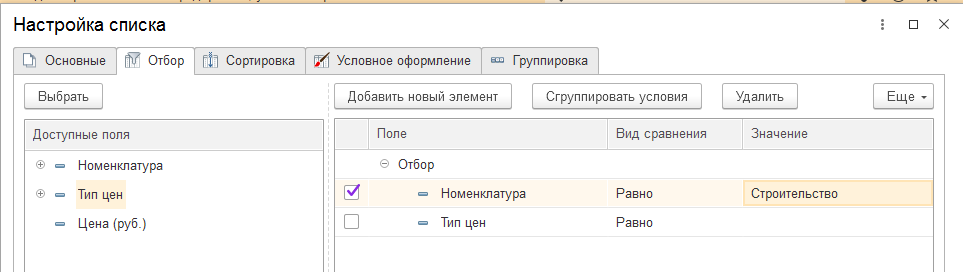 Настройка списка
Основные Отбор Сортировка Условное оформление Группировка
Выбрать Добавить новый элемент Сгруппировать условия Удалить Еще
Доступные поля Поле Вид сравнения Значение
Номенклатура Отбор
Тип цен Номенклатура Равно Строительство
Цена (руб.) Тип цен Равно